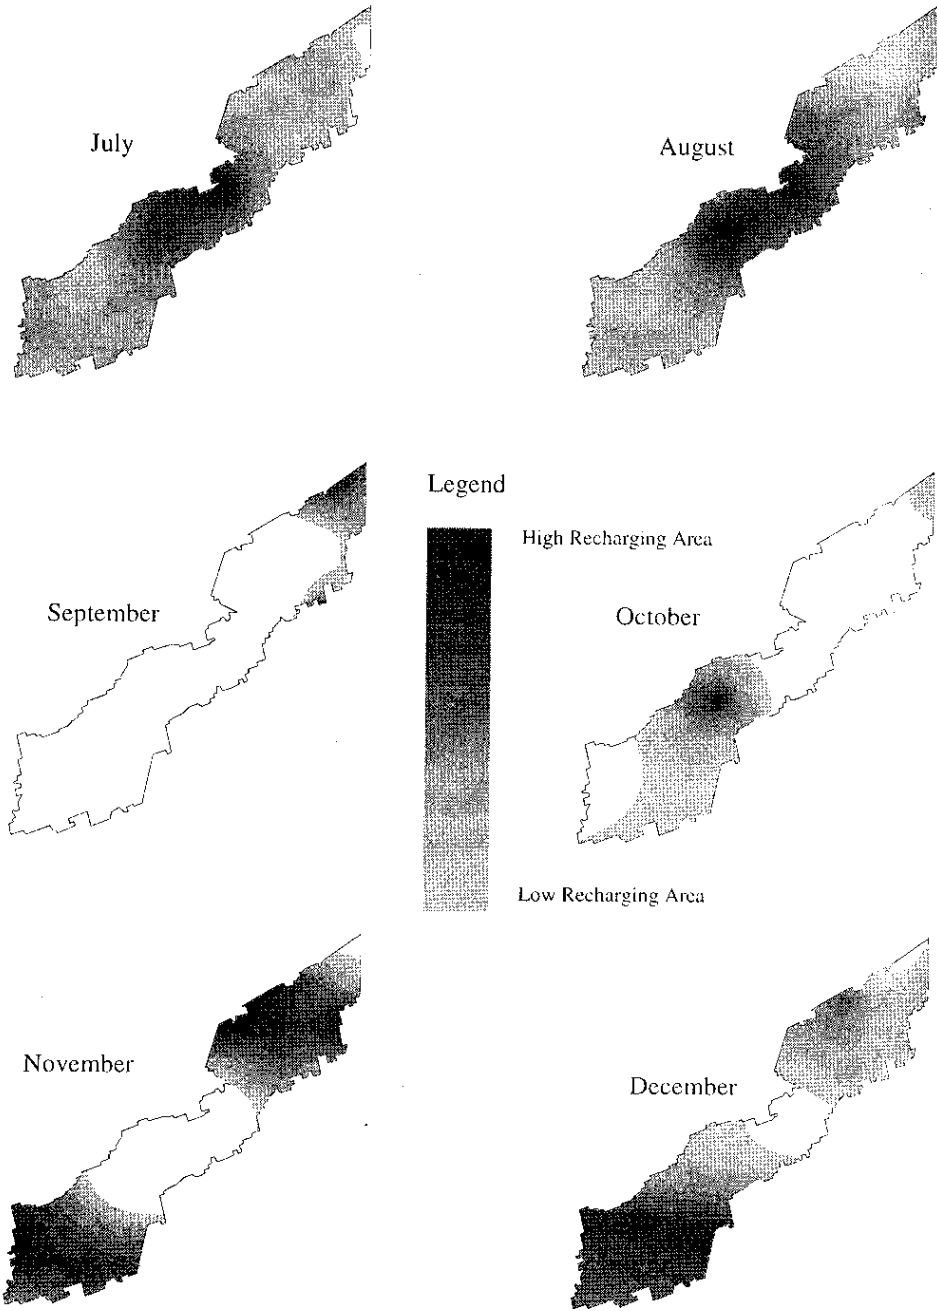 July
August
Legend
High Recharging Area
September
October
Low Recharging Area
November
December